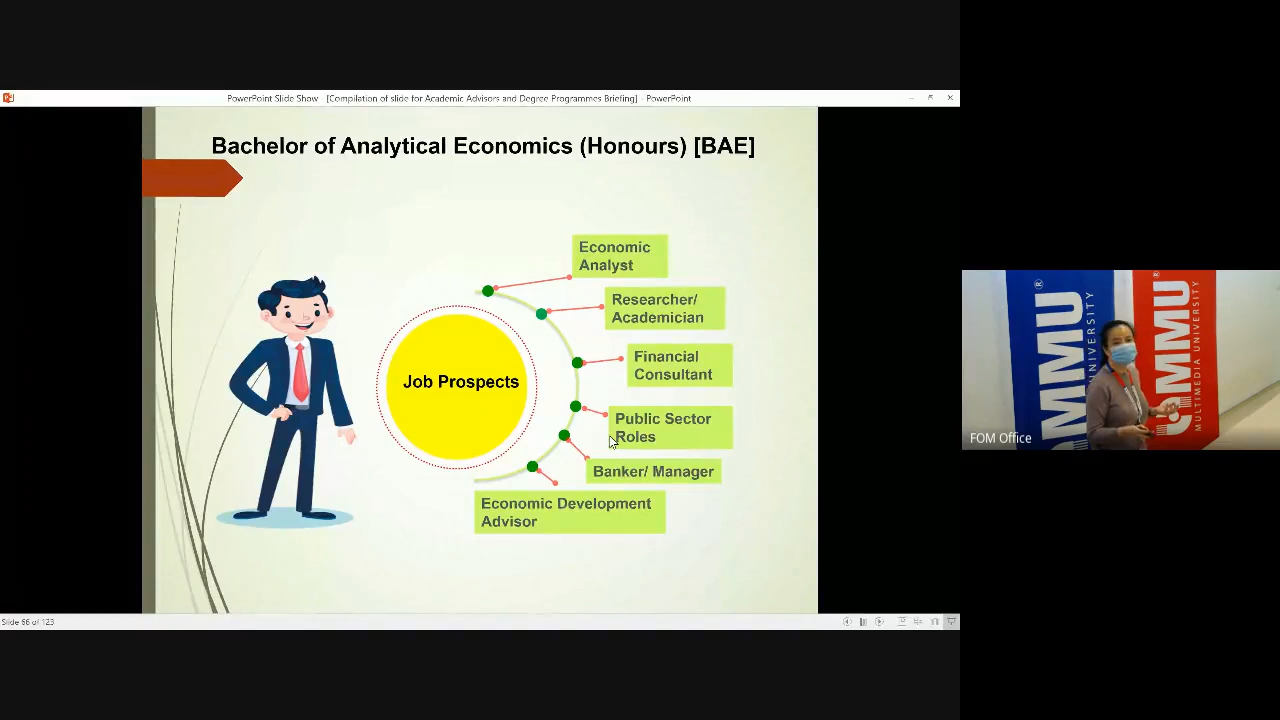 PowerPoint Slide Show - [Compilation of slide for Academic Advisors and Degree Programmes Briefing] - PowerPoint
Bachelor of Analytical Economics (Honours) [BAE]
Economic
Analyst
Researcher/
Academician
Financial
Consultant
Job Prospects
Public Sector
Roles
Banker/ Manager
Economic Development
Advisor
Slide 66 of 123
MMU
UNIVERSITY
MMU
MULTIMEDIA UNIVERSITY
FOM Office